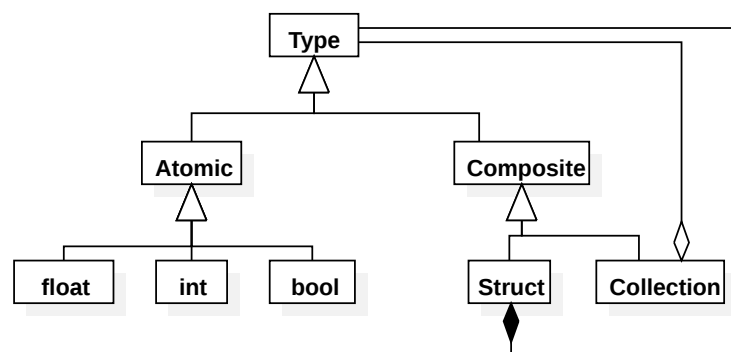 Type
Atomic
Composite
float
int
bool
Struct
Collection